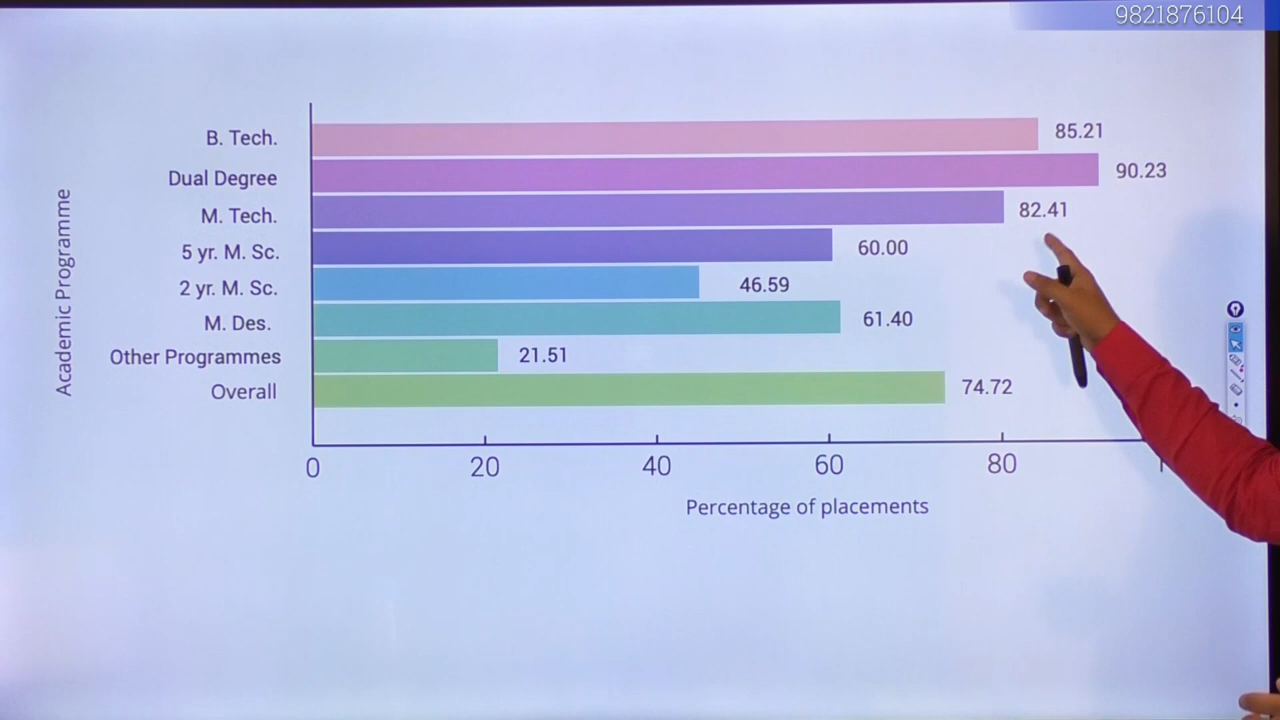 9821876104
Academic Programme
B. Tech. 85.21
Dual Degree 90.23
M. Tech. 82.41
5 yr. M. Sc. 60.00
2 yr. M. Sc. 46.59
M. Des. 61.40
Other Programmes 21.51
Overall 74.72
0 20 40 60 80
Percentage of placements